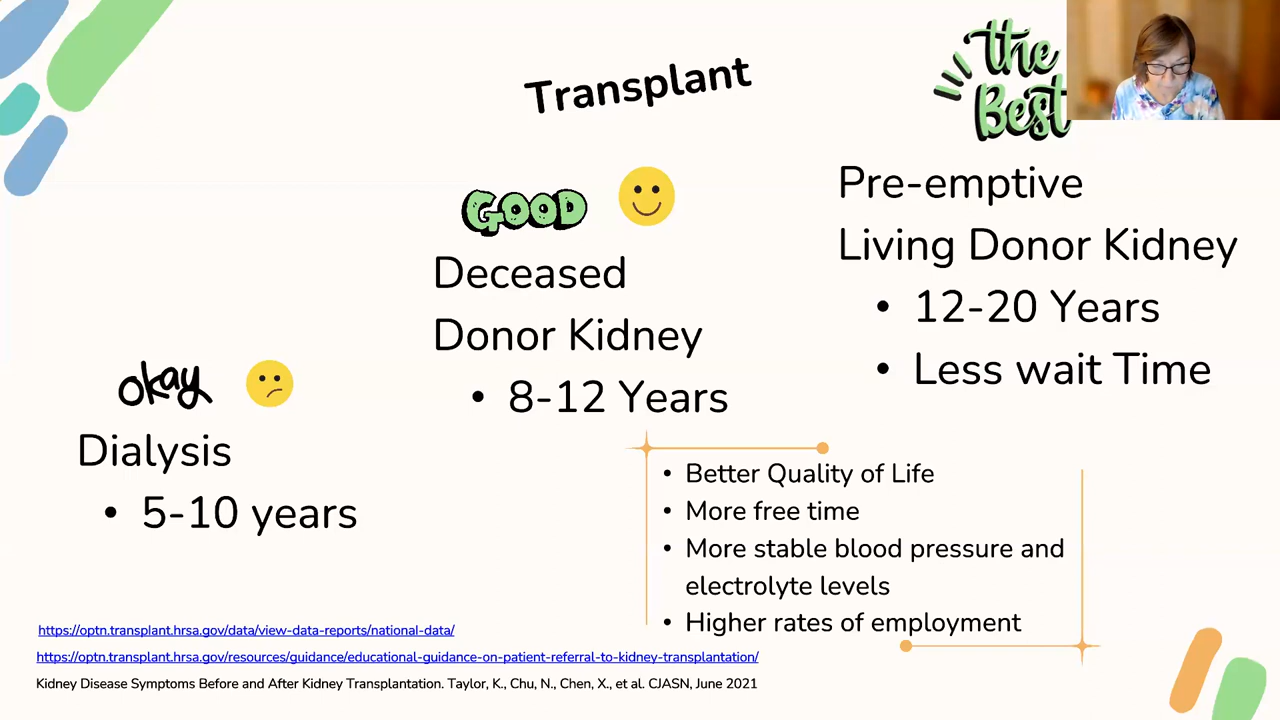 Transplant
the
Best
GOOD
Pre-emptive
Living Donor Kidney
• 12-20 Years
• Less wait Time
Deceased
Donor Kidney
• 8-12 Years
okay
Dialysis
• 5-10 years
• Better Quality of Life
• More free time
• More stable blood pressure and
electrolyte levels
• Higher rates of employment
https://optn.transplant.hrsa.gov/data/view-data-reports/national-data/
https://optn.transplant.hrsa.gov/resources/guidance/educational-guidance-on-patient-referral-to-kidney-transplantation/
Kidney Disease Symptoms Before and After Kidney Transplantation. Taylor, K., Chu, N., Chen, X., et al. CJASN, June 2021